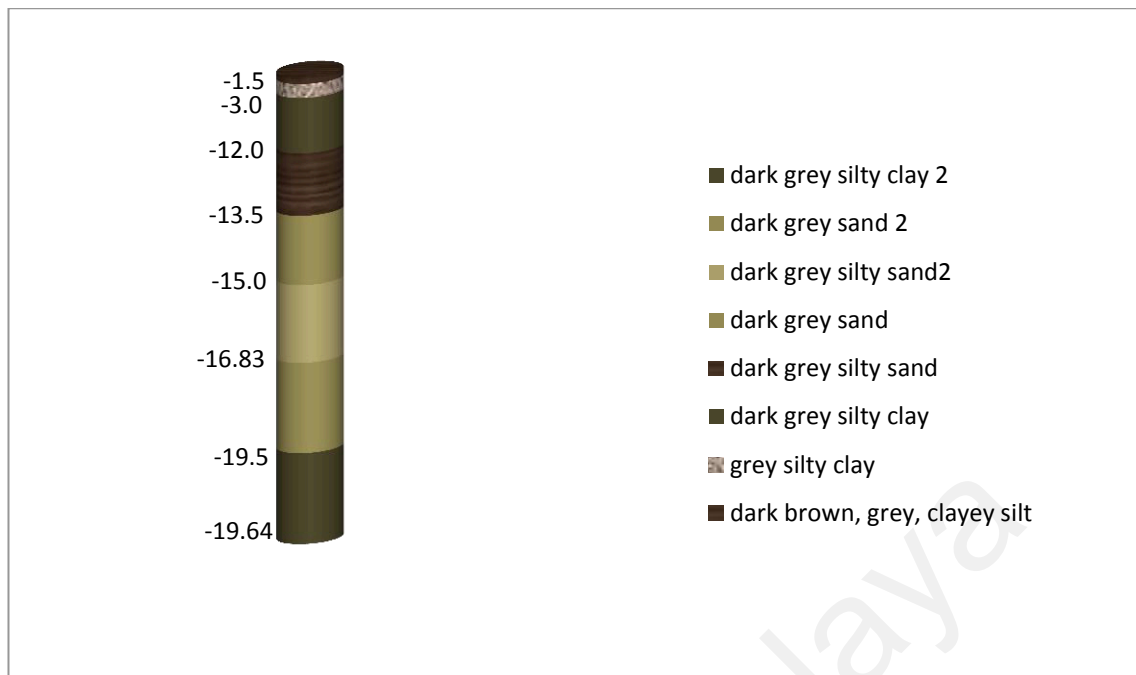 -1.5
-3.0
-12.0
-13.5
-15.0
-16.83
-19.5
-19.64
dark grey silty clay 2
dark grey sand 2
dark grey silty sand2
dark grey sand
dark grey silty sand
dark grey silty clay
grey silty clay
dark brown, grey, clayey silt
laya